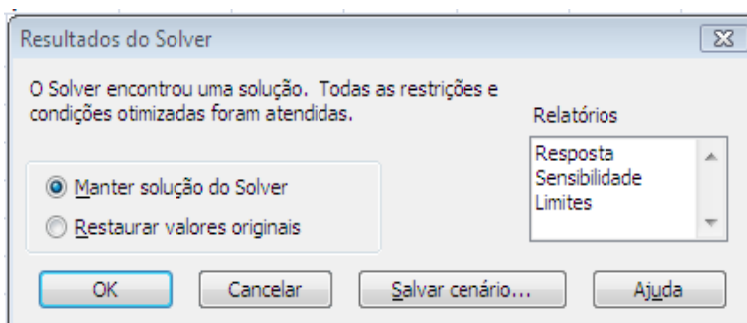 Resultados do Solver
O Solver encontrou uma solução. Todas as restrições e
condições otimizadas foram atendidas.
Relatórios
Resposta
Sensibilidade
Limites
Manter solução do Solver
Restaurar valores originais
OK
Cancelar
Salvar cenário...
Ajuda